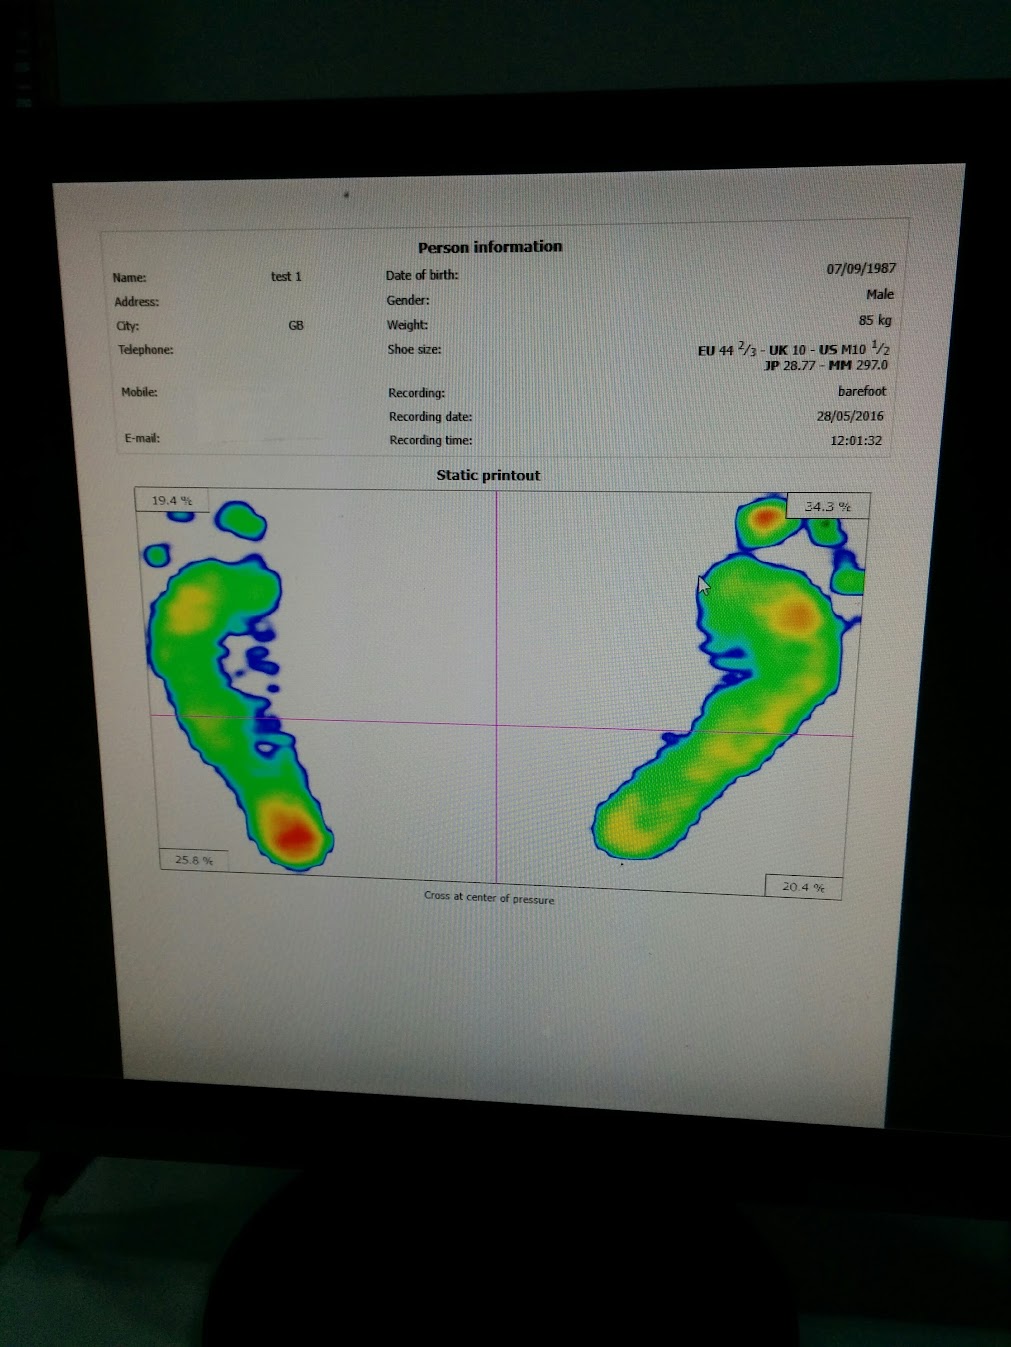 Person information
Name: test 1 Date of birth: 07/09/1987
Address: Gender: Male
City: GB Weight: 85 kg
Telephone: Shoe size: EU 44 2/3 - UK 10 - US M10 1/2
JP 28.77 - MM 297.0
Mobile: Recording: barefoot
Recording date: 28/05/2016
E-mail: Recording time: 12:01:32
Static printout
19.4 % 34.3 %
25.8 % 20.4 %
Cross at center of pressure